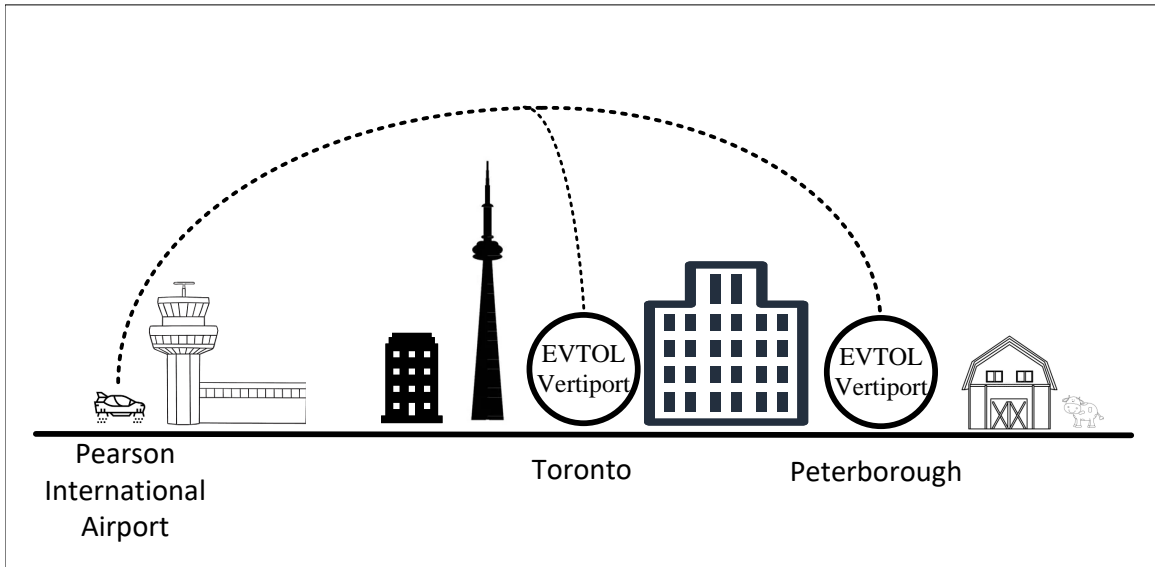 EVTOL
Vertiport
EVTOL
Vertiport
Pearson
International
Airport
Toronto
Peterborough